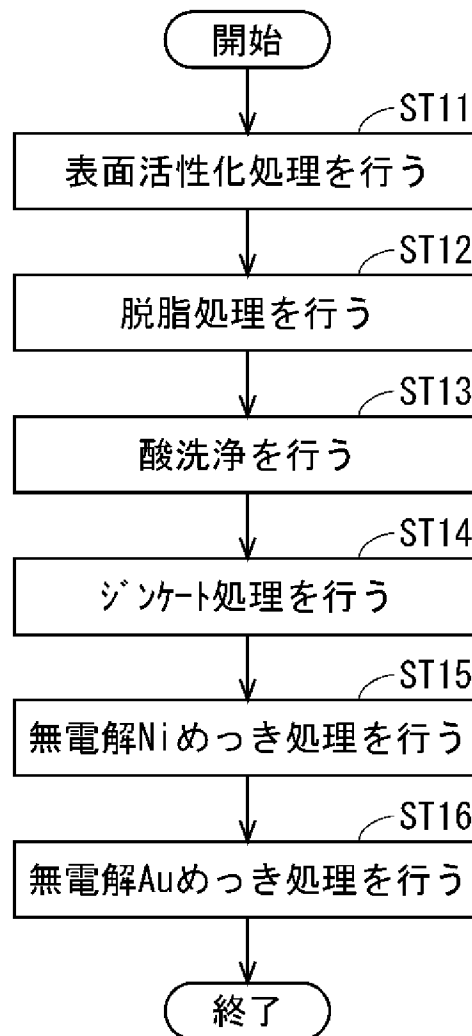 開始
ST11
表面活性化処理を行う
ST12
脱脂処理を行う
ST13
酸洗浄を行う
ST14
ジンケート処理を行う
ST15
無電解Niめっき処理を行う
ST16
無電解Auめっき処理を行う
終了